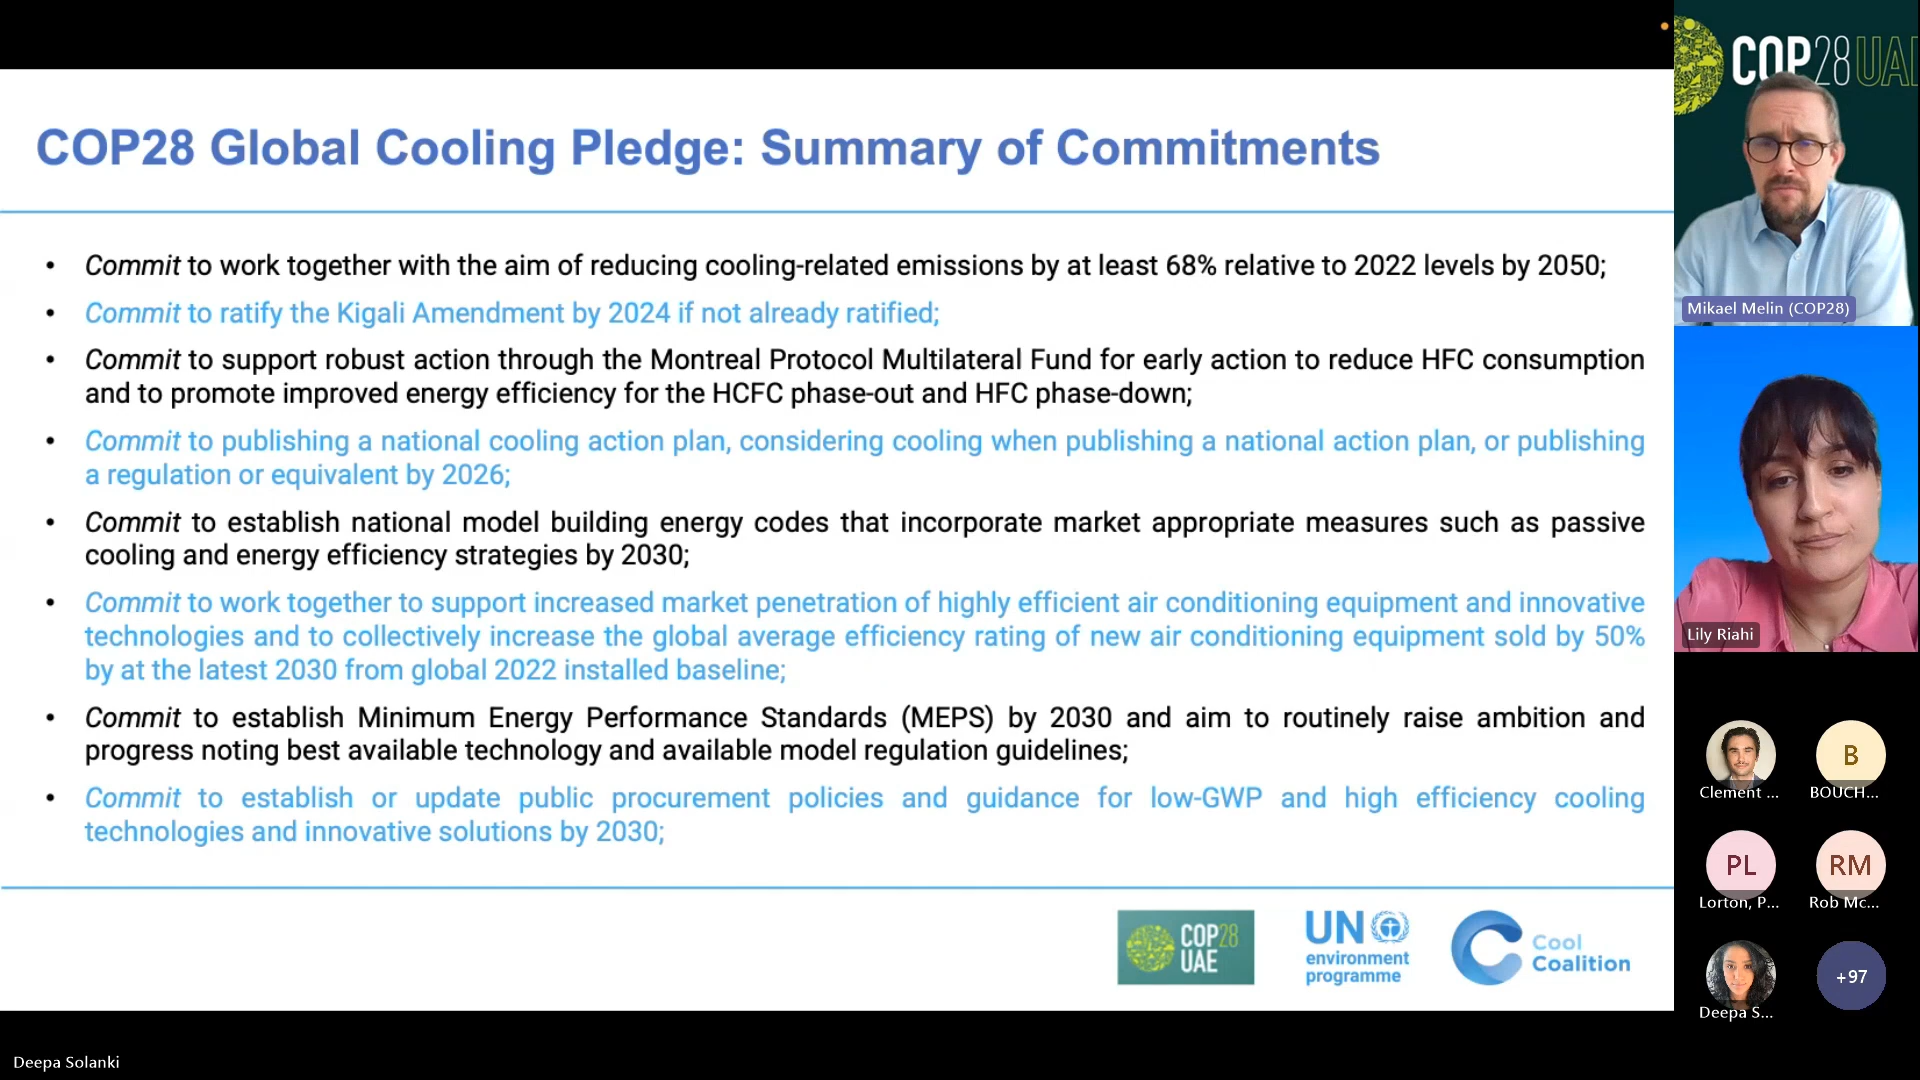 COP28 Global Cooling Pledge: Summary of Commitments
• Commit to work together with the aim of reducing cooling-related emissions by at least 68% relative to 2022 levels by 2050;
• Commit to ratify the Kigali Amendment by 2024 if not already ratified;
• Commit to support robust action through the Montreal Protocol Multilateral Fund for early action to reduce HFC consumption
and to promote improved energy efficiency for the HCFC phase-out and HFC phase-down;
• Commit to publishing a national cooling action plan, considering cooling when publishing a national action plan, or publishing
a regulation or equivalent by 2026;
• Commit to establish national model building energy codes that incorporate market appropriate measures such as passive
cooling and energy efficiency strategies by 2030;
• Commit to work together to support increased market penetration of highly efficient air conditioning equipment and innovative
technologies and to collectively increase the global average efficiency rating of new air conditioning equipment sold by 50%
by at the latest 2030 from global 2022 installed baseline;
• Commit to establish Minimum Energy Performance Standards (MEPS) by 2030 and aim to routinely raise ambition and
progress noting best available technology and available model regulation guidelines;
• Commit to establish or update public procurement policies and guidance for low-GWP and high efficiency cooling
technologies and innovative solutions by 2030;
COP28
UAE
UN
environment
programme
Cool
Coalition
Deepa Solanki
COP28 UAE
Mikael Melin (COP28)
Lily Riahi
Clement ...
B
BOUCH...
PL
Lorton, P...
RM
Rob Mc...
Deepa S...
+97